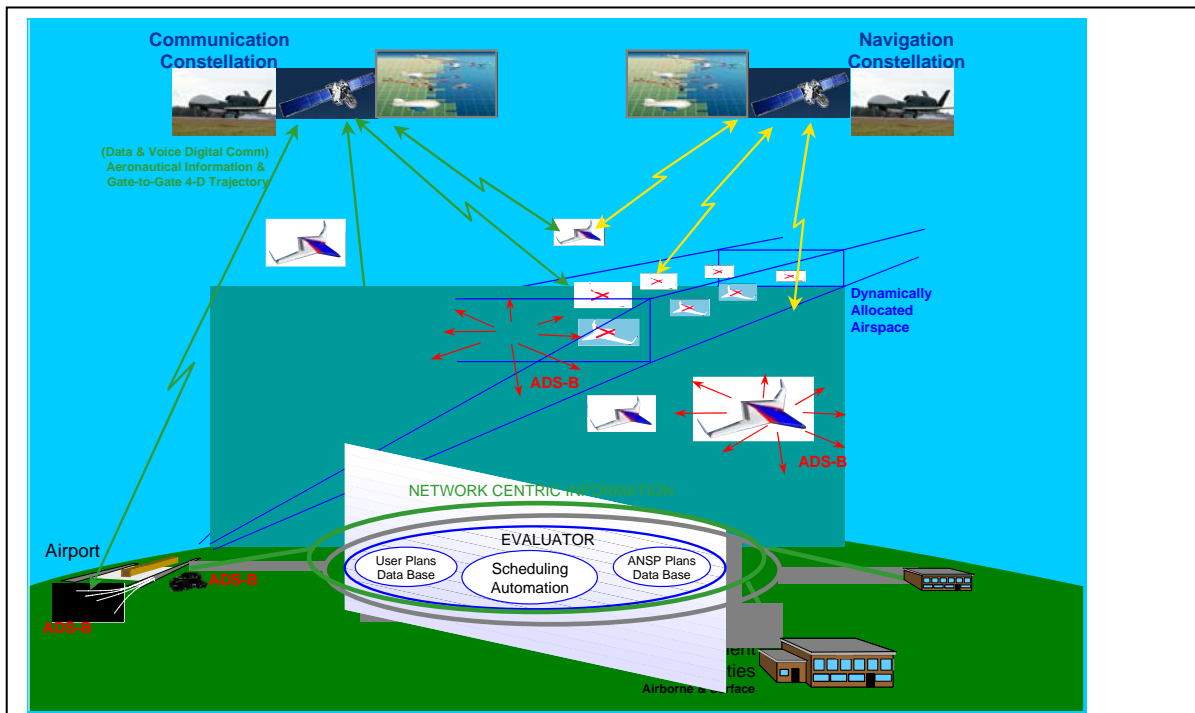 Communication
Constellation
Navigation
Constellation
(Data & Voice Digital Comm)
Aeronautical Information &
Gate-to-Gate 4-D Trajectory
Dynamically
Allocated
Airspace
ADS-B
ADS-B
NETWORK CENTRIC INFORMATION
EVALUATOR
User Plans
Data Base
Scheduling
Automation
ANSP Plans
Data Base
Airport
ADS-B
ADS-B
Airborne & Surface